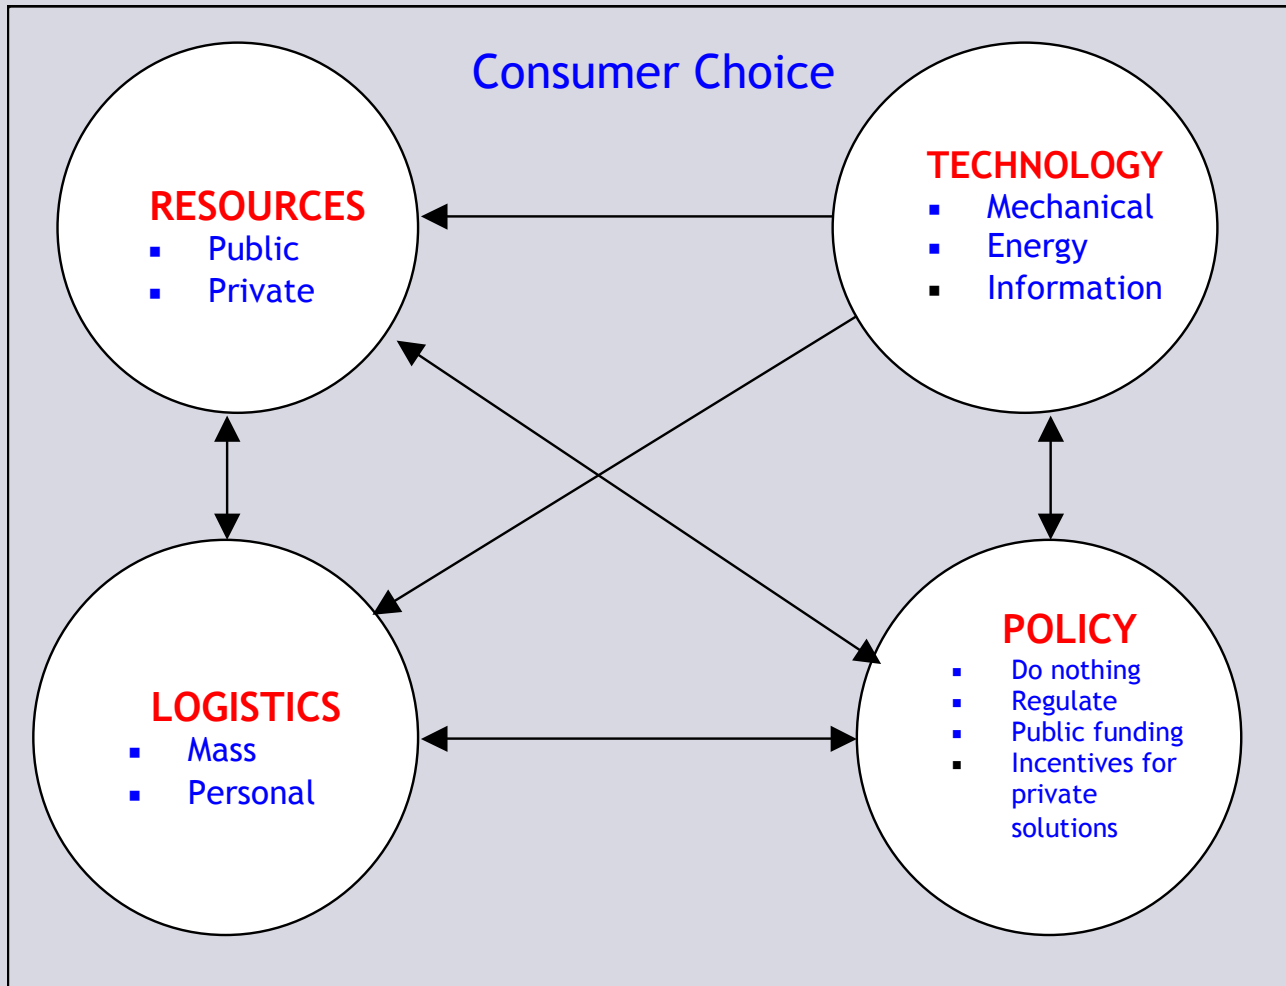 Consumer Choice
RESOURCES
▪ Public
▪ Private
TECHNOLOGY
▪ Mechanical
▪ Energy
▪ Information
LOGISTICS
▪ Mass
▪ Personal
POLICY
▪ Do nothing
▪ Regulate
▪ Public funding
▪ Incentives for
private
solutions